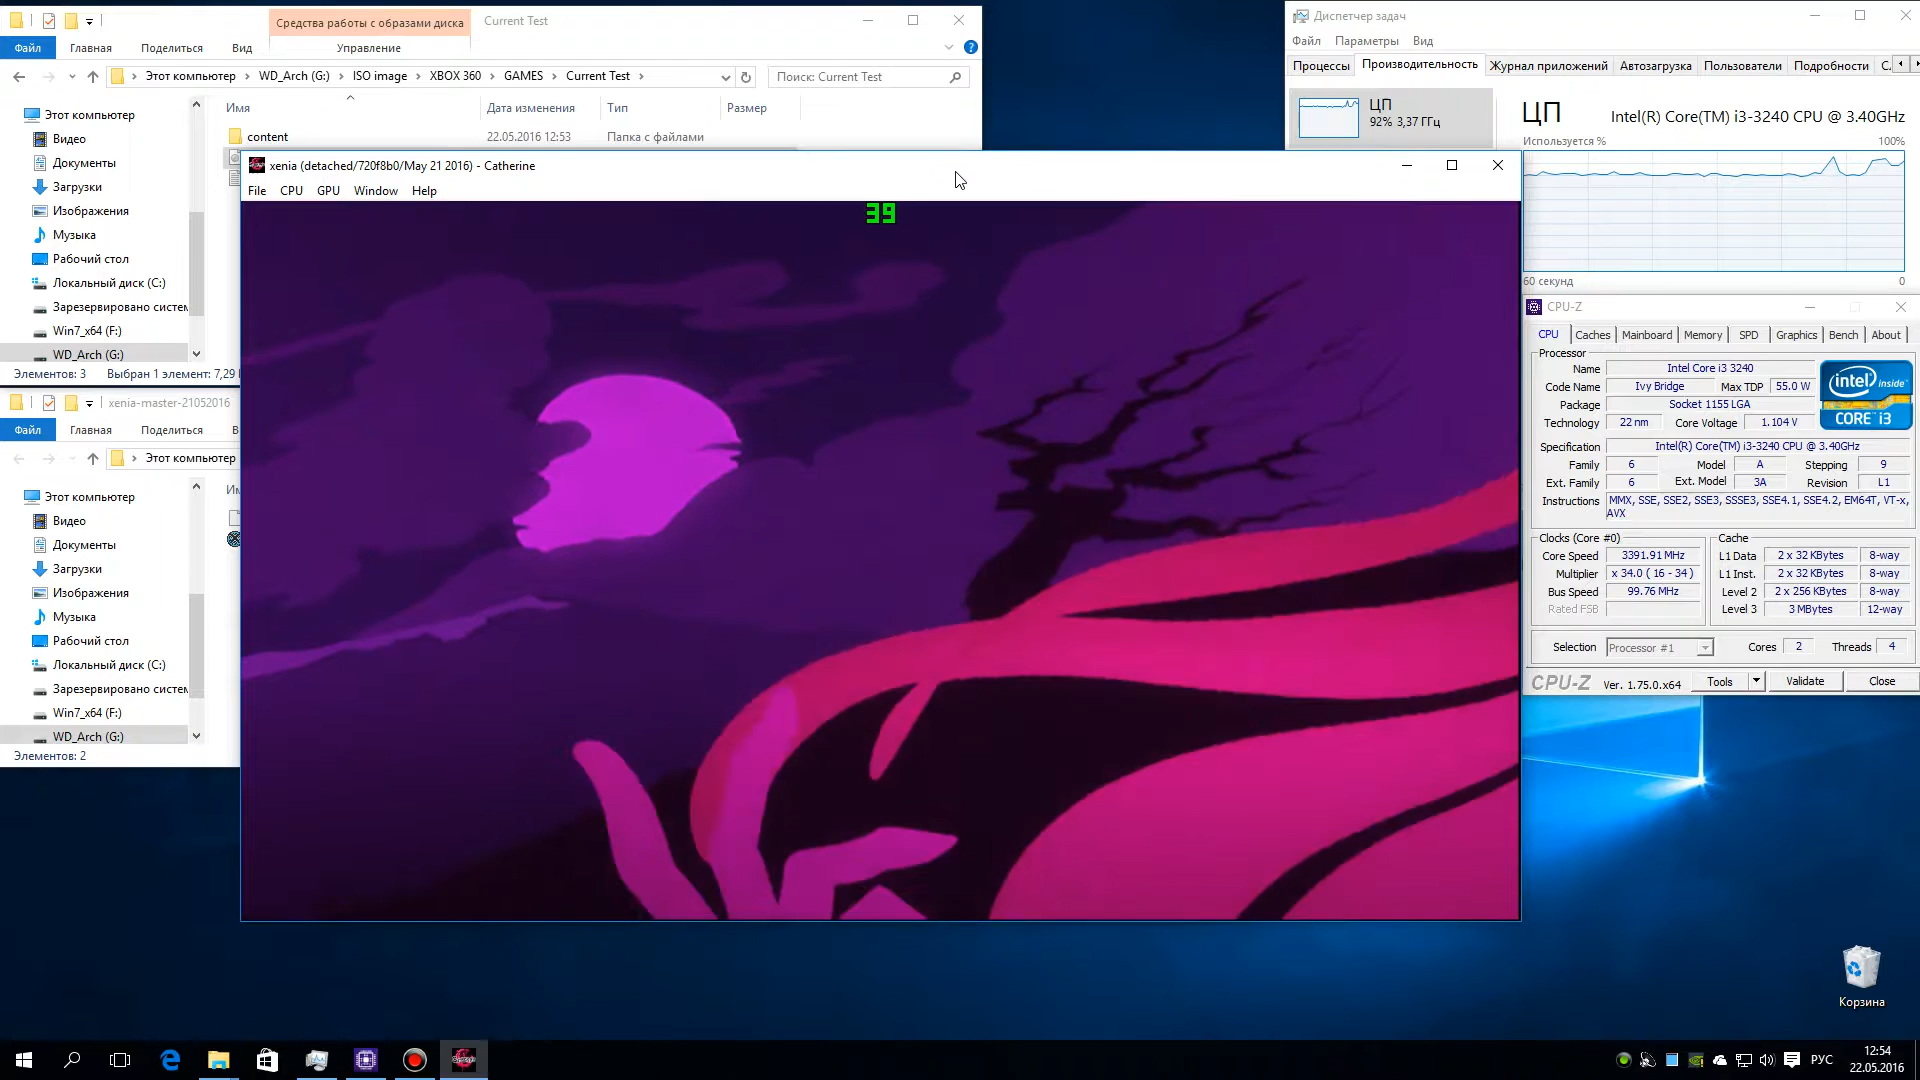 Средства работы с образами диска
Current Test
Файл
Главная
Поделиться
Вид
Управление
Этот компьютер
WD_Arch (G:)
ISO image
XBOX 360
GAMES
Current Test
Поиск: Current Test
Имя
Дата изменения
Тип
Размер
content
22.05.2016 12:53
Папка с файлами
Этот компьютер
Видео
Документы
Загрузки
Изображения
Музыка
Рабочий стол
Локальный диск (C:)
Зарезервировано систем
Win7_x64 (F:)
WD_Arch (G:)
Элементов: 3
Выбран 1 элемент: 7,29
xenia-master-21052016
Файл
Главная
Поделиться
В
Этот компьютер
Этот компьютер
Видео
Документы
Загрузки
Изображения
Музыка
Рабочий стол
Локальный диск (C:)
Зарезервировано систем
Win7_x64 (F:)
WD_Arch (G:)
Элементов: 2
xenia (detached/720f8b0/May 21 2016) - Catherine
File CPU GPU Window Help
39
Диспетчер задач
Файл Параметры Вид
Процессы
Производительность
Журнал приложений
Автозагрузка
Пользователи
Подробности
ЦП
92% 3,37 ГГц
ЦП
Intel(R) Core(TM) i3-3240 CPU @ 3.40GHz
Используется %
100%
60 секунд
0
CPU-Z
CPU Caches Mainboard Memory SPD Graphics Bench About
Processor
Name Intel Core i3 3240
Code Name Ivy Bridge Max TDP 55.0 W
Package Socket 1155 LGA
Technology 22 nm Core Voltage 1.104 V
intel inside™
CORE i3
Specification Intel(R) Core(TM) i3-3240 CPU @ 3.40GHz
Family 6 Model A Stepping 9
Ext. Family 6 Ext. Model 3A Revision L1
Instructions MMX, SSE, SSE2, SSE3, SSSE3, SSE4.1, SSE4.2, EM64T, VT-x,
AVX
Clocks (Core #0)
Core Speed 3391.91 MHz
Multiplier x 34.0 ( 16 - 34 )
Bus Speed 99.76 MHz
Rated FSB
Cache
L1 Data 2 x 32 KBytes 8-way
L1 Inst. 2 x 32 KBytes 8-way
Level 2 2 x 256 KBytes 8-way
Level 3 3 MBytes 12-way
Selection Processor #1 Cores 2 Threads 4
CPU-Z Ver. 1.75.0.x64 Tools Validate Close
Корзина
РУС
12:54
22.05.2016